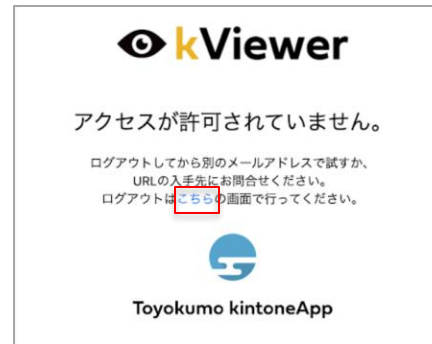 kViewer
アクセスが許可されていません。
ログアウトしてから別のメールアドレスで試すか、
URLの入手先にお問合せください。
ログアウトはこちらの画面で行ってください。
Toyokumo kintoneApp